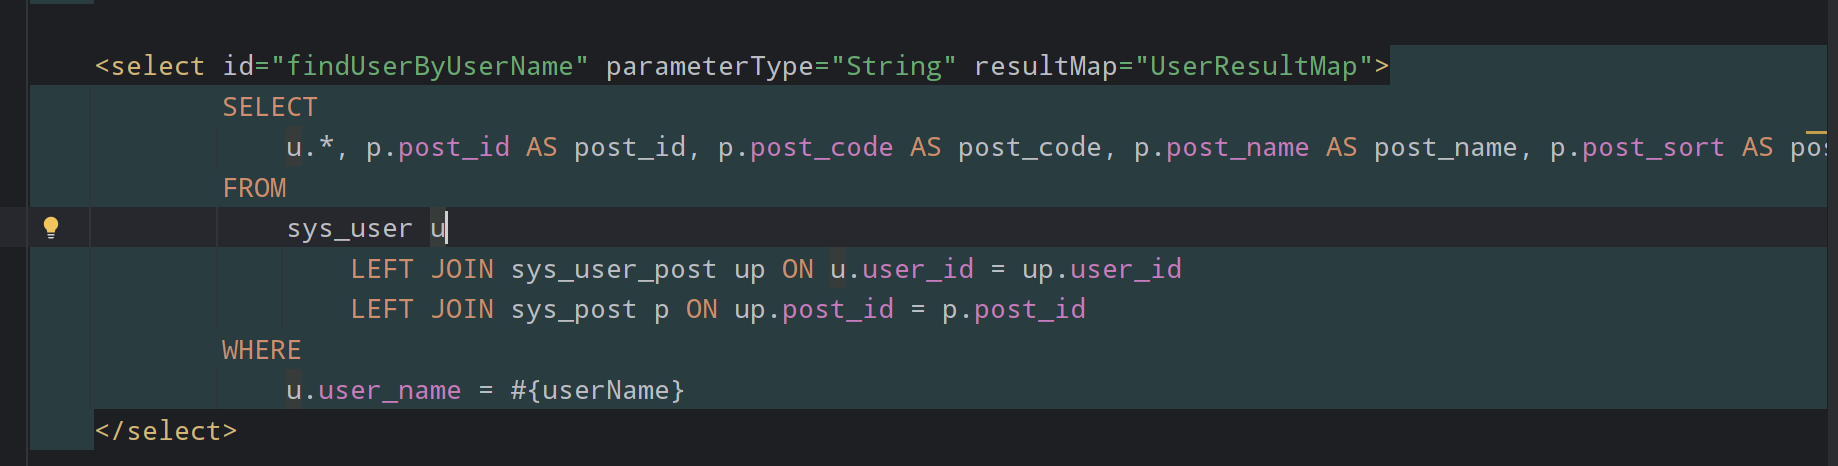 <select id="findUserByUserName" parameterType="String" resultMap="UserResultMap">
SELECT
u.*, p.post_id AS post_id, p.post_code AS post_code, p.post_name AS post_name, p.post_sort AS
FROM
sys_user u
LEFT JOIN sys_user_post up ON u.user_id = up.user_id
LEFT JOIN sys_post p ON up.post_id = p.post_id
WHERE
u.user_name = #{userName}
</select>